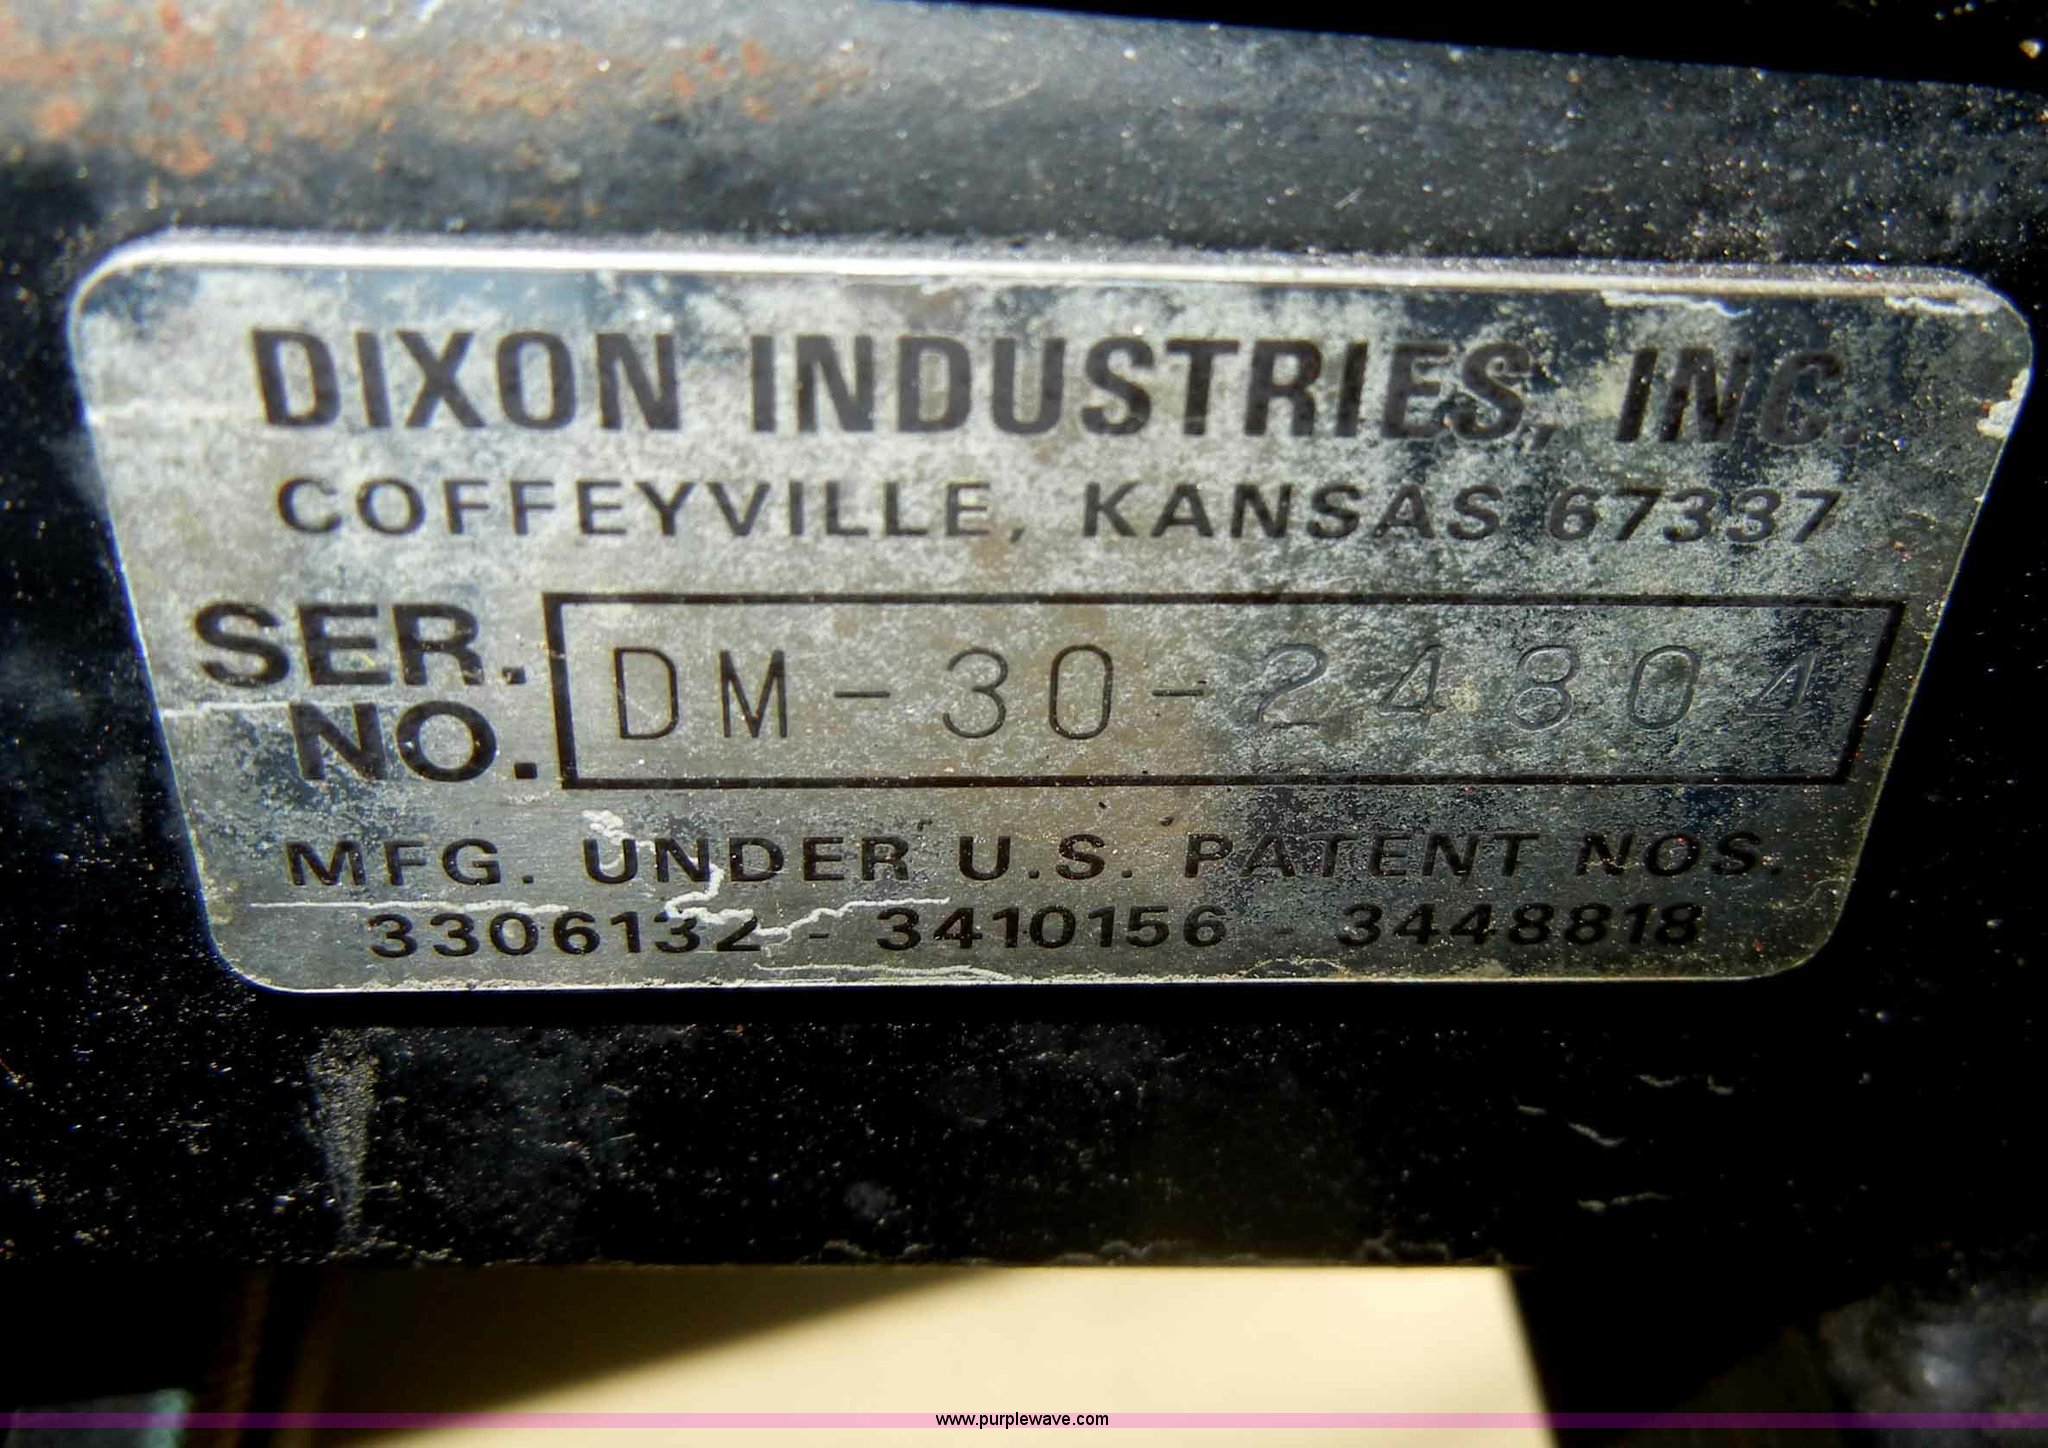 DIXON INDUSTRIES, INC.
COFFEYVILLE, KANSAS 67337
SER. NO. DM-30-24804
MFG. UNDER U.S. PATENT NOS.
3306132 - 3410156 - 3448818
www.purplewave.com